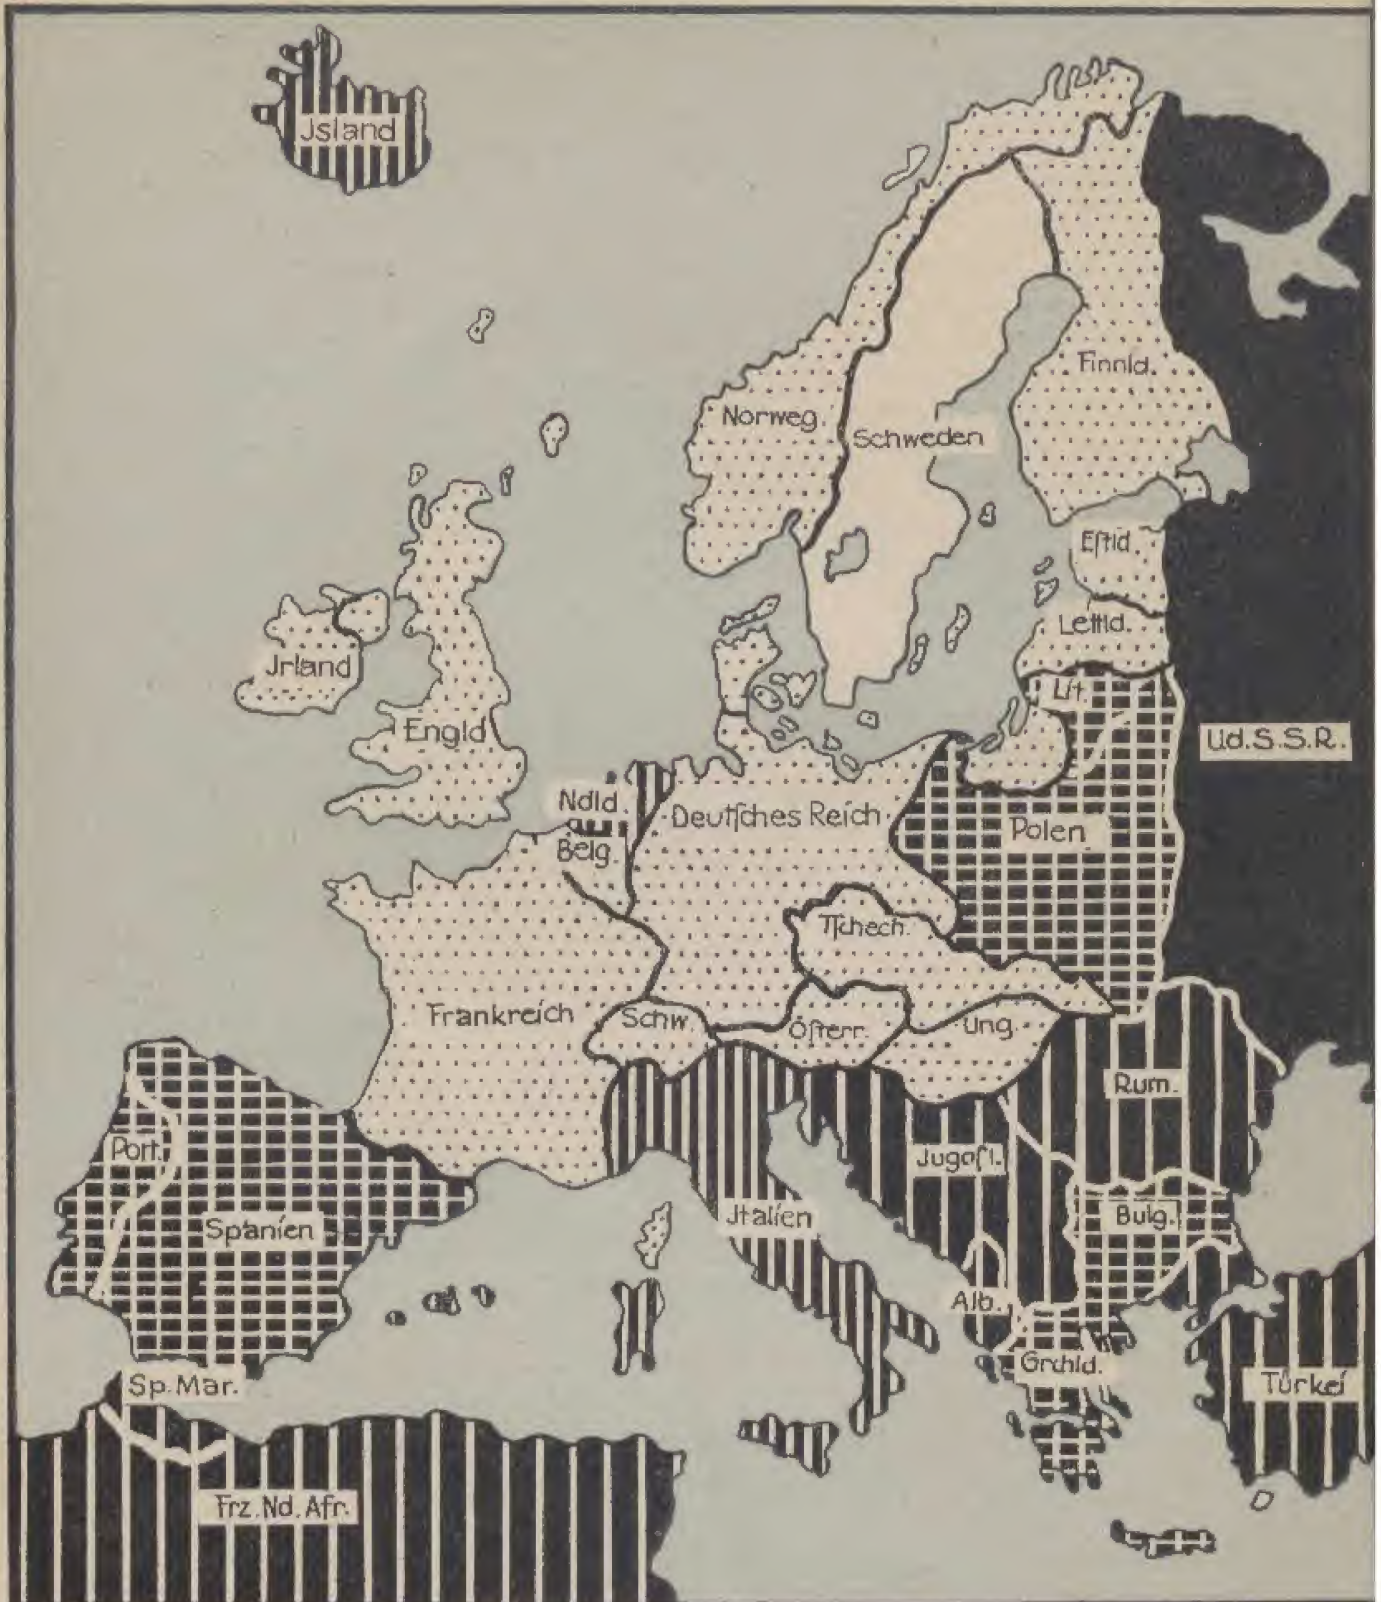 Jsland
Finnld.
Norweg.
Schweden
Eſtld.
Lettld.
Jrland
Lit.
Engld
Ud.S.S.R.
Ndld.
Deutſches Reich
Polen
Belg.
Tſchech.
Frankreich
Schw.
Öſterr.
Ung.
Rum.
Port.
Jugoſl.
Spanien
Jtalien
Bulg.
Alb.
Grchld.
Sp.Mar.
Türkei
Frz.Nd.Afr.